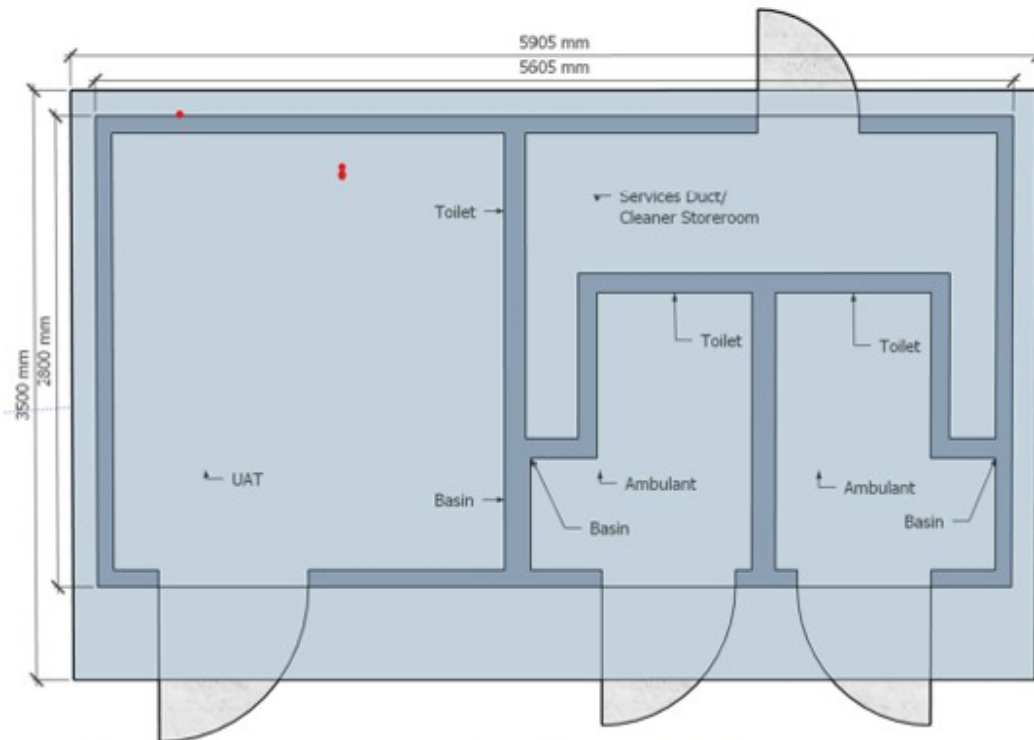 5905 mm
5605 mm
3500 mm
2800 mm
Services Duct/
Cleaner Storeroom
Toilet
Toilet
Toilet
UAT
Basin
Ambulant
Basin
Ambulant
Basin